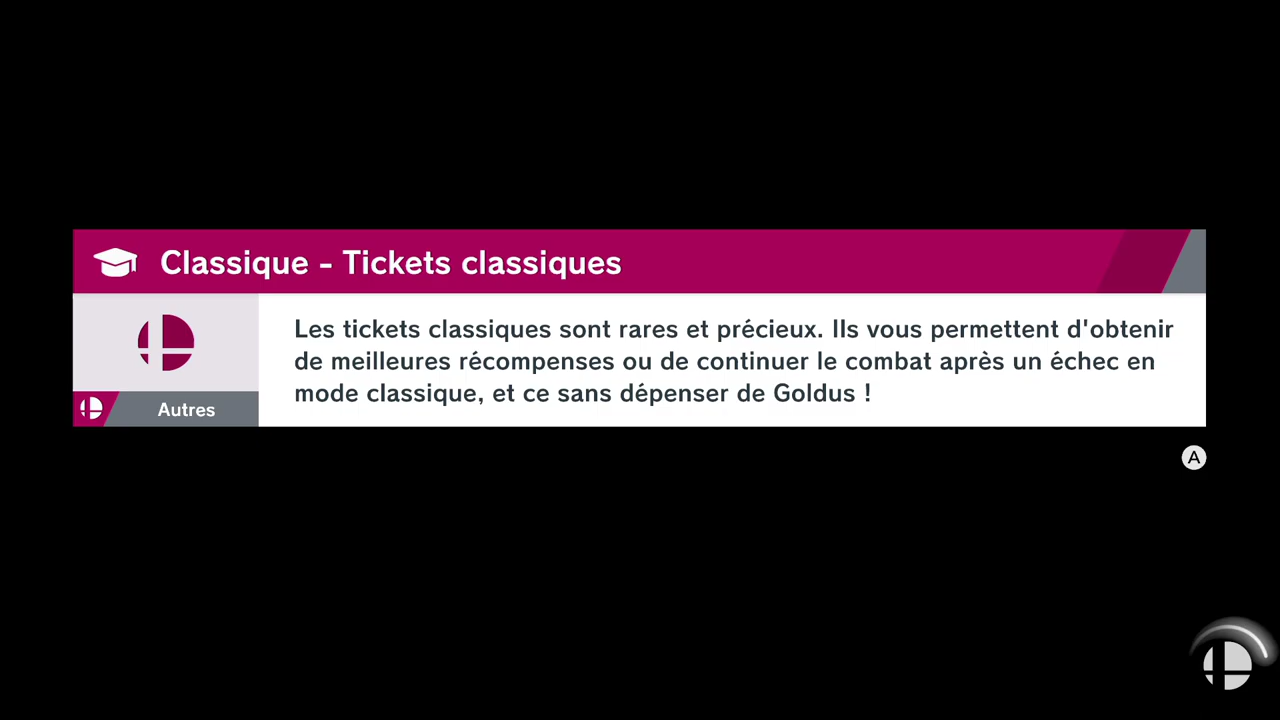 Classique - Tickets classiques
Les tickets classiques sont rares et précieux. Ils vous permettent d'obtenir
de meilleures récompenses ou de continuer le combat après un échec en
mode classique, et ce sans dépenser de Goldus !
Autres
A